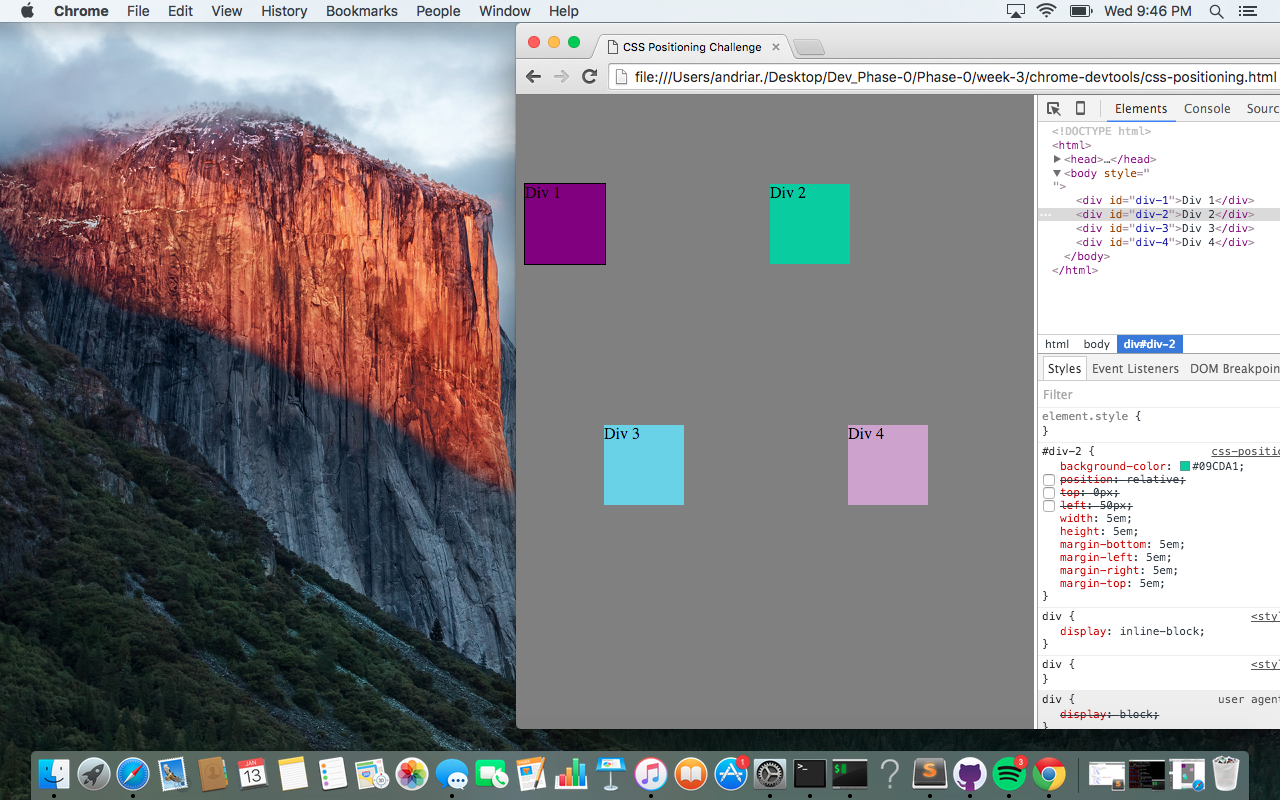 Chrome File Edit View History Bookmarks People Window Help Wed 9:46 PM
CSS Positioning Challenge
file:///Users/andriar./Desktop/Dev_Phase-0/Phase-0/week-3/chrome-devtools/css-positioning.html
Div 1
Div 2
Div 3
Div 4
Elements Console Sourc
<!DOCTYPE html>
<html>
<head>…</head>
<body style="
">
<div id="div-1">Div 1</div>
<div id="div-2">Div 2</div>
<div id="div-3">Div 3</div>
<div id="div-4">Div 4</div>
</body>
</html>
html body div#div-2
Styles Event Listeners DOM Breakpoin
Filter
element.style {
}
#div-2 { css-positio
background-color: #09CDA1;
position: relative;
top: 0px;
left: 50px;
width: 5em;
height: 5em;
margin-bottom: 5em;
margin-left: 5em;
margin-right: 5em;
margin-top: 5em;
}
div { <styl
display: inline-block;
}
div { <styl
}
div { user agent
display: block;
}
JAN
13
1
3